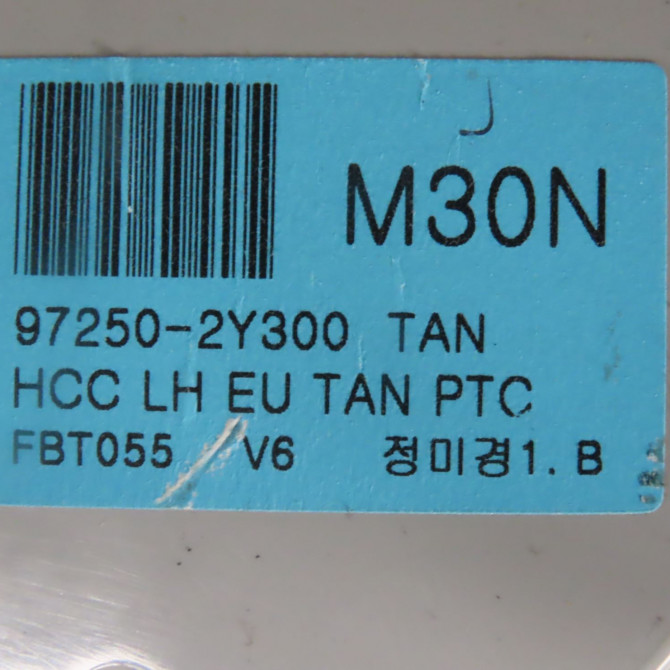 M30N
97250-2Y300 TAN
HCC LH EU TAN PTC
FBT055 V6 정미경1. B